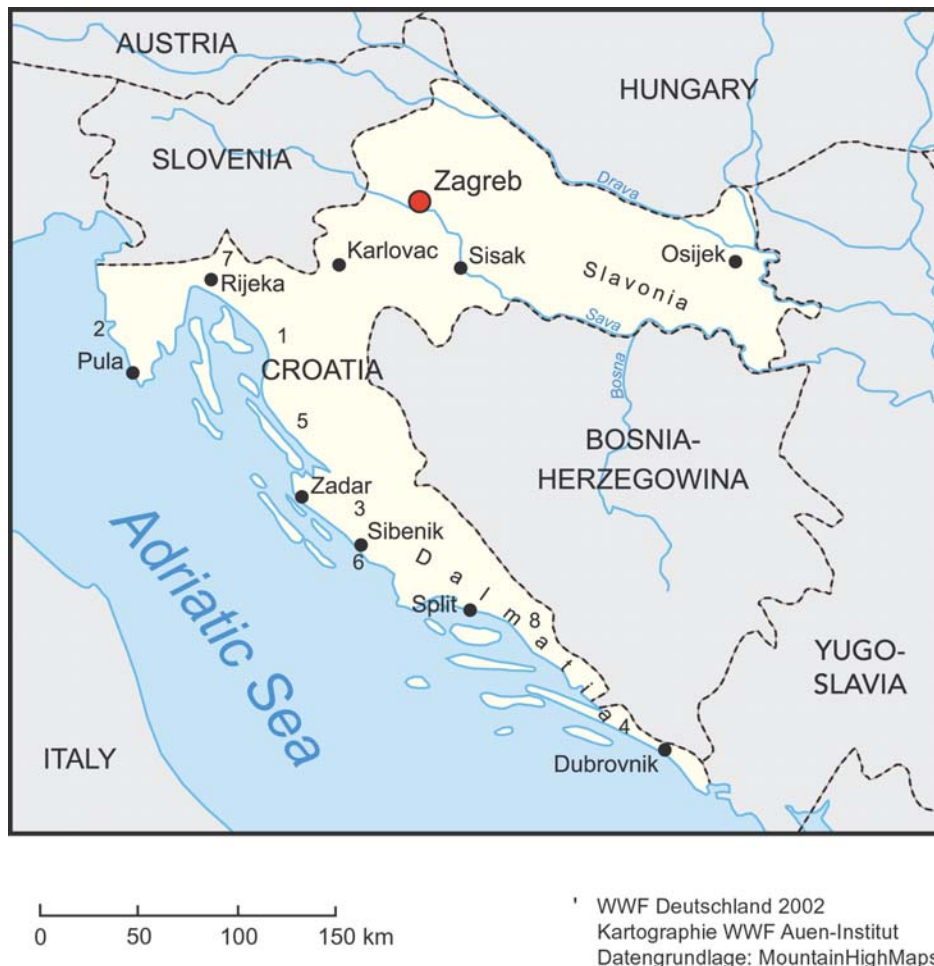 AUSTRIA
HUNGARY
SLOVENIA
Drava
Zagreb
Karlovac
Sisak
Osijek
Slavonia
7
Rijeka
2
1
Sava
Pula
CROATIA
Bosna
5
BOSNIA-
HERZEGOWINA
Zadar
3
Sibenik
6
Dalmatia
Split
8
Adriatic Sea
YUGO-
SLAVIA
4
ITALY
Dubrovnik
0 50 100 150 km
' WWF Deutschland 2002
Kartographie WWF Auen-Institut
Datengrundlage: MountainHighMaps